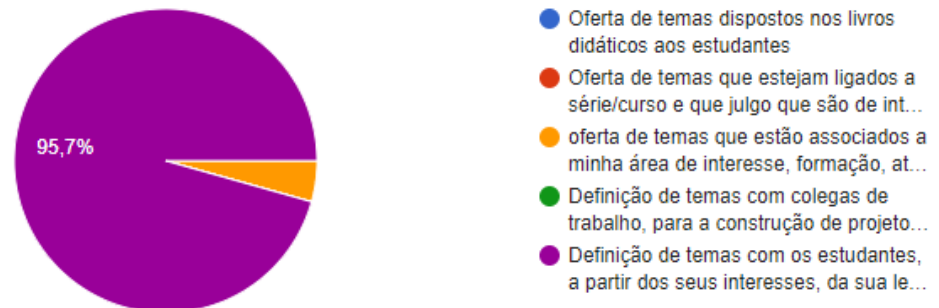 95,7%
Oferta de temas dispostos nos livros
didáticos aos estudantes
Oferta de temas que estejam ligados a
série/curso e que julgo que são de int...
oferta de temas que estão associados a
minha área de interesse, formação, at...
Definição de temas com colegas de
trabalho, para a construção de projeto...
Definição de temas com os estudantes,
a partir dos seus interesses, da sua le...